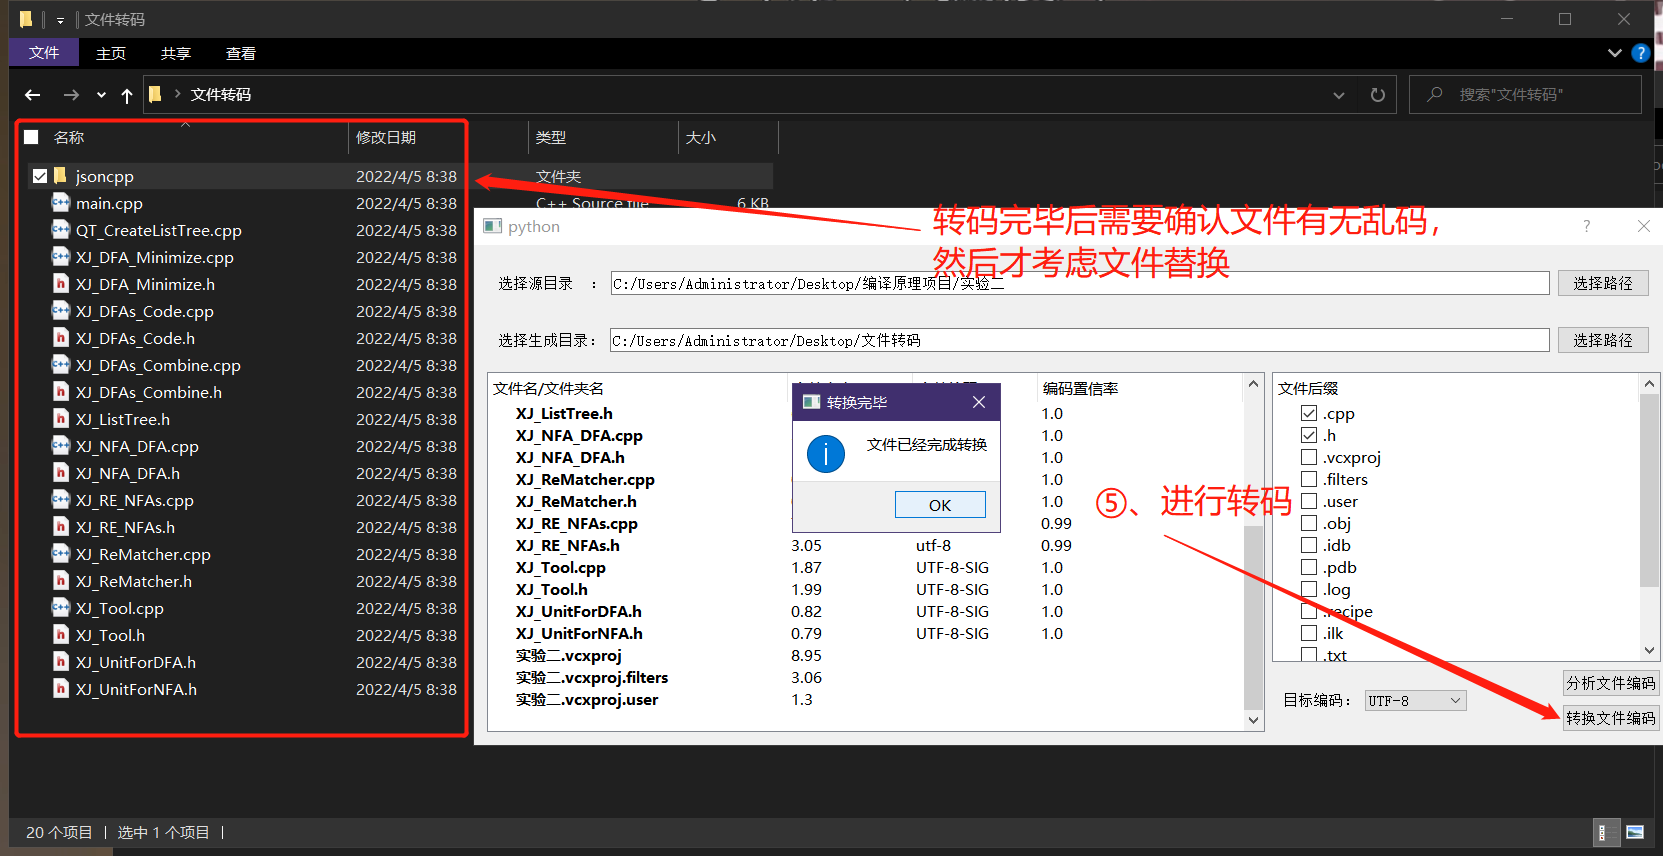 文件转码
文件 主页 共享 查看
文件转码
搜索"文件转码"
名称 修改日期 类型 大小
jsoncpp 2022/4/5 8:38 文件夹
main.cpp 2022/4/5 8:38 C++ Source file 6 KB
QT_CreateListTree.cpp 2022/4/5 8:38
XJ_DFA_Minimize.cpp 2022/4/5 8:38
XJ_DFA_Minimize.h 2022/4/5 8:38
XJ_DFAs_Code.cpp 2022/4/5 8:38
XJ_DFAs_Code.h 2022/4/5 8:38
XJ_DFAs_Combine.cpp 2022/4/5 8:38
XJ_DFAs_Combine.h 2022/4/5 8:38
XJ_ListTree.h 2022/4/5 8:38
XJ_NFA_DFA.cpp 2022/4/5 8:38
XJ_NFA_DFA.h 2022/4/5 8:38
XJ_RE_NFAs.cpp 2022/4/5 8:38
XJ_RE_NFAs.h 2022/4/5 8:38
XJ_ReMatcher.cpp 2022/4/5 8:38
XJ_ReMatcher.h 2022/4/5 8:38
XJ_Tool.cpp 2022/4/5 8:38
XJ_Tool.h 2022/4/5 8:38
XJ_UnitForDFA.h 2022/4/5 8:38
XJ_UnitForNFA.h 2022/4/5 8:38
20 个项目 选中 1 个项目
转码完毕后需要确认文件有无乱码，
然后才考虑文件替换
python
选择源目录 : C:/Users/Administrator/Desktop/编译原理项目/实验二 选择路径
选择生成目录: C:/Users/Administrator/Desktop/文件转码 选择路径
文件名/文件夹名 编码置信率
XJ_ListTree.h 1.0
XJ_NFA_DFA.cpp 1.0
XJ_NFA_DFA.h 1.0
XJ_ReMatcher.cpp 1.0
XJ_ReMatcher.h 1.0
XJ_RE_NFAs.cpp 0.99
XJ_RE_NFAs.h 3.05 utf-8 0.99
XJ_Tool.cpp 1.87 UTF-8-SIG 1.0
XJ_Tool.h 1.99 UTF-8-SIG 1.0
XJ_UnitForDFA.h 0.82 UTF-8-SIG 1.0
XJ_UnitForNFA.h 0.79 UTF-8-SIG 1.0
实验二.vcxproj 8.95
实验二.vcxproj.filters 3.06
实验二.vcxproj.user 1.3
转换完毕
文件已经完成转换
OK
⑤、进行转码
文件后缀
.cpp
.h
.vcxproj
.filters
.user
.obj
.idb
.pdb
.log
.recipe
.ilk
.txt
分析文件编码
目标编码: UTF-8
转换文件编码